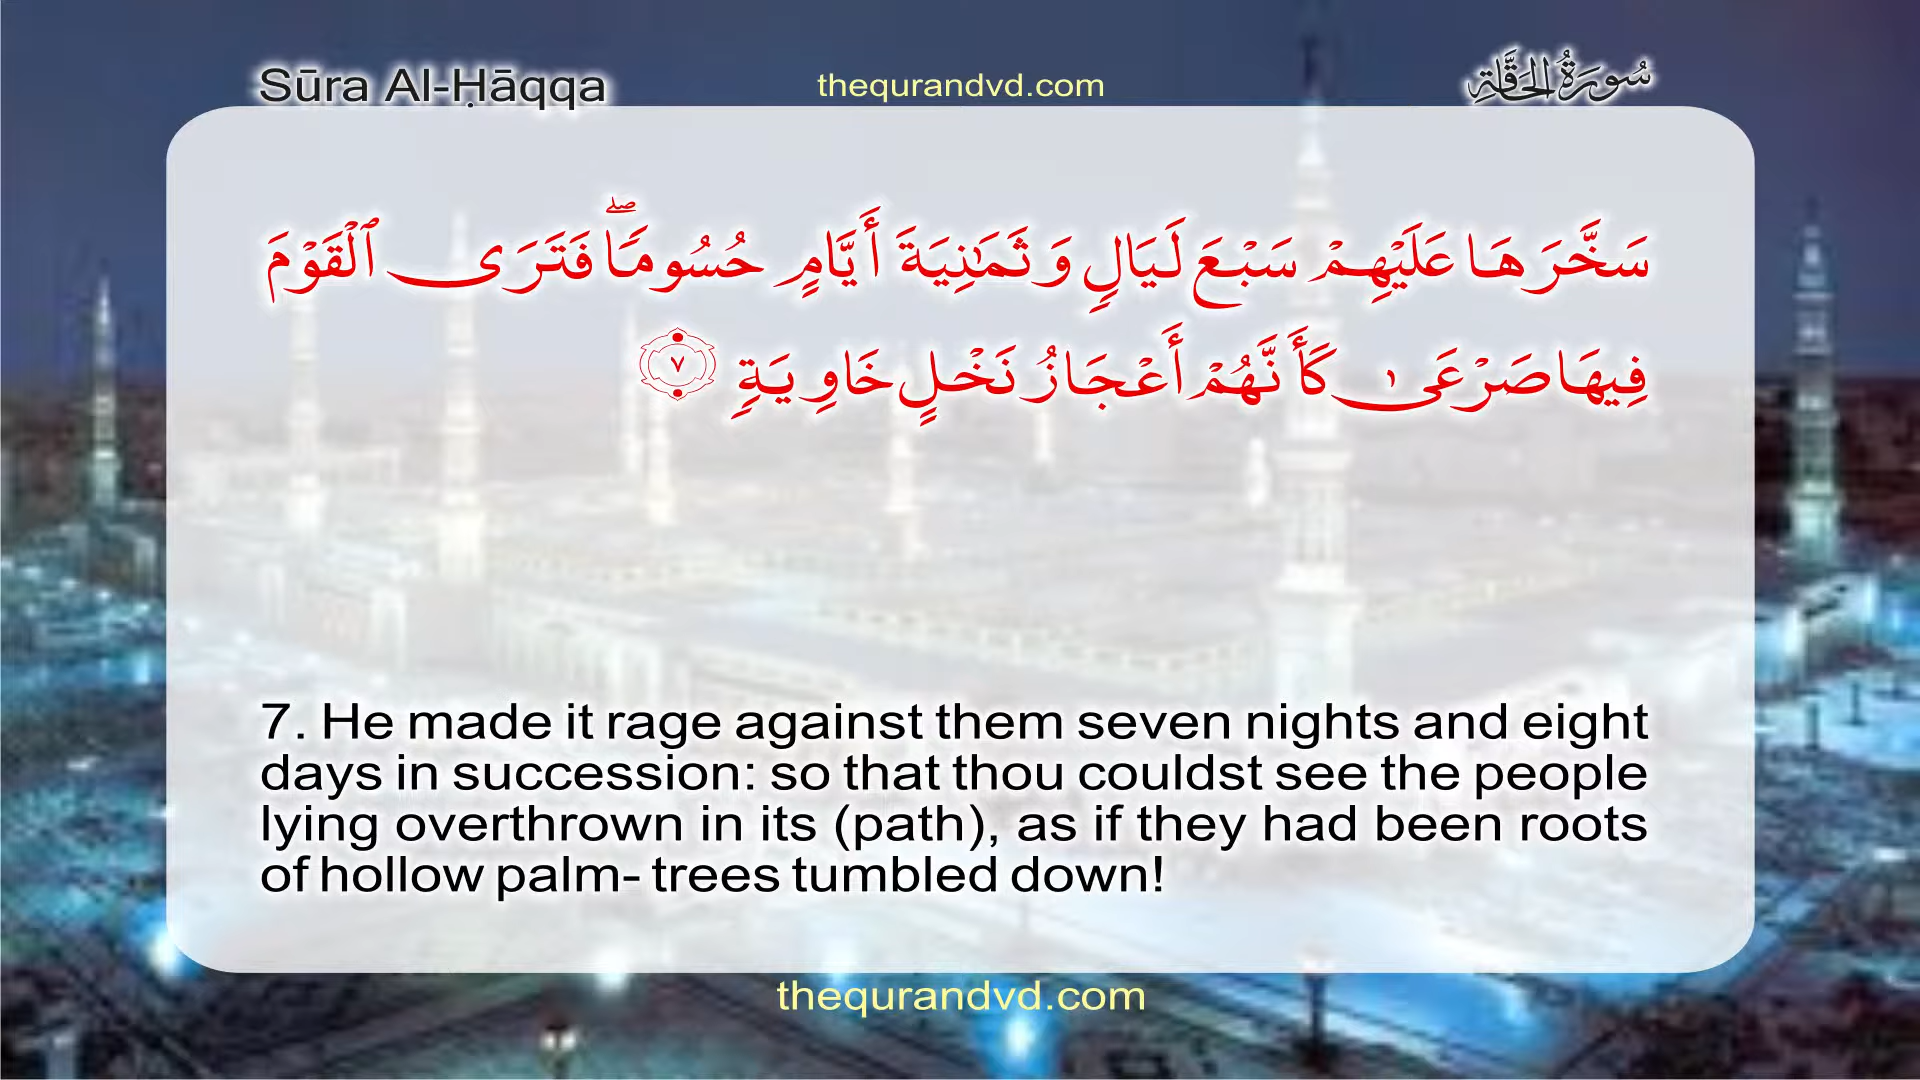 Sūra Al-Ḥāqqa
thequrandvd.com
سُورَةُ الحَاقَّةِ
سَخَّرَهَا عَلَيْهِمْ سَبْعَ لَيَالٍ وَثَمَٰنِيَةَ أَيَّامٍ حُسُومًا ۖ فَتَرَى ٱلْقَوْمَ
فِيهَا صَرْعَىٰ كَأَنَّهُمْ أَعْجَازُ نَخْلٍ خَاوِيَةٍ ٧
7. He made it rage against them seven nights and eight
days in succession: so that thou couldst see the people
lying overthrown in its (path), as if they had been roots
of hollow palm- trees tumbled down!
thequrandvd.com